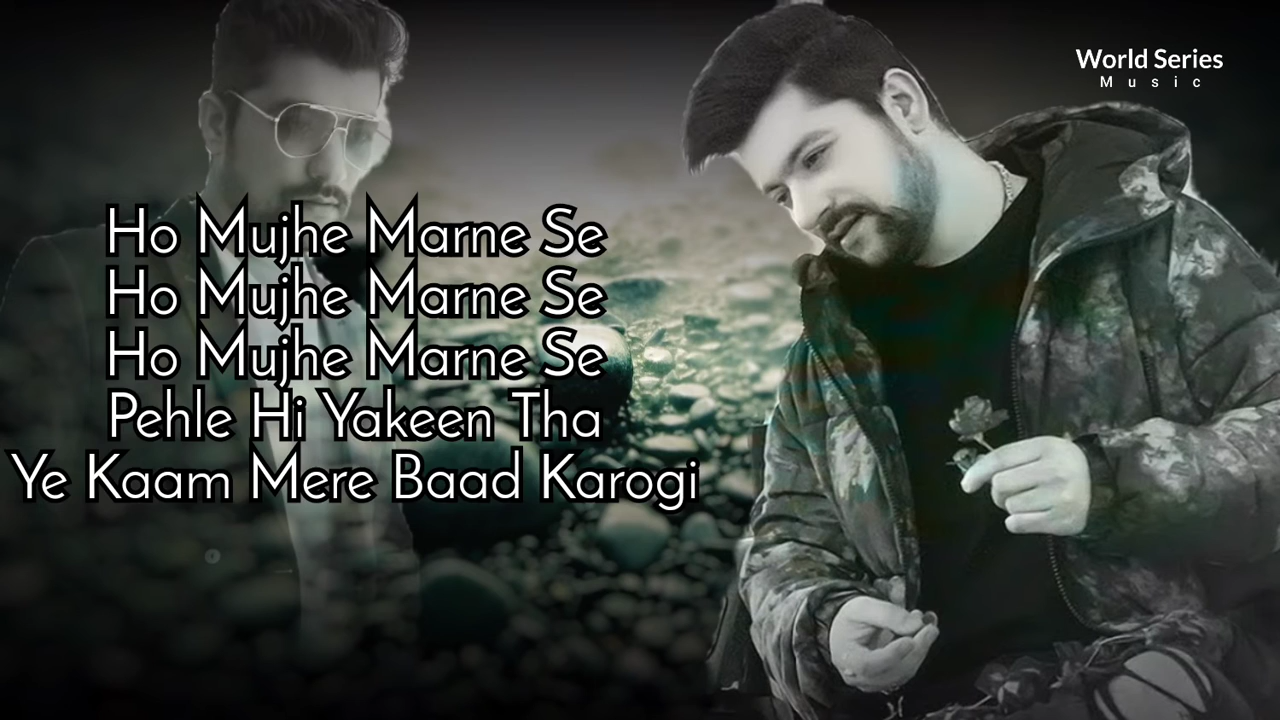 World Series
Music
Ho Mujhe Marne Se
Ho Mujhe Marne Se
Ho Mujhe Marne Se
Pehle Hi Yakeen Tha
Ye Kaam Mere Baad Karogi